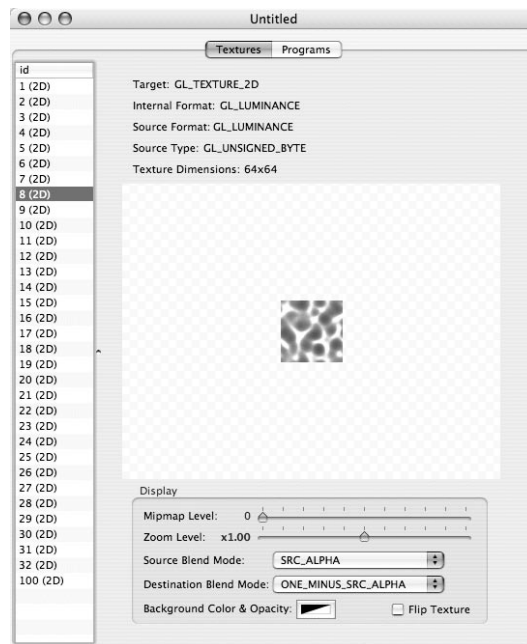 Untitled
Textures Programs
id
1 (2D)
2 (2D)
3 (2D)
4 (2D)
5 (2D)
6 (2D)
7 (2D)
8 (2D)
9 (2D)
10 (2D)
11 (2D)
12 (2D)
13 (2D)
14 (2D)
15 (2D)
16 (2D)
17 (2D)
18 (2D)
19 (2D)
20 (2D)
21 (2D)
22 (2D)
23 (2D)
24 (2D)
25 (2D)
26 (2D)
27 (2D)
28 (2D)
29 (2D)
30 (2D)
31 (2D)
32 (2D)
100 (2D)
Target: GL_TEXTURE_2D
Internal Format: GL_LUMINANCE
Source Format: GL_LUMINANCE
Source Type: GL_UNSIGNED_BYTE
Texture Dimensions: 64x64
Display
Mipmap Level: 0
Zoom Level: x1.00
Source Blend Mode: SRC_ALPHA
Destination Blend Mode: ONE_MINUS_SRC_ALPHA
Background Color & Opacity: Flip Texture